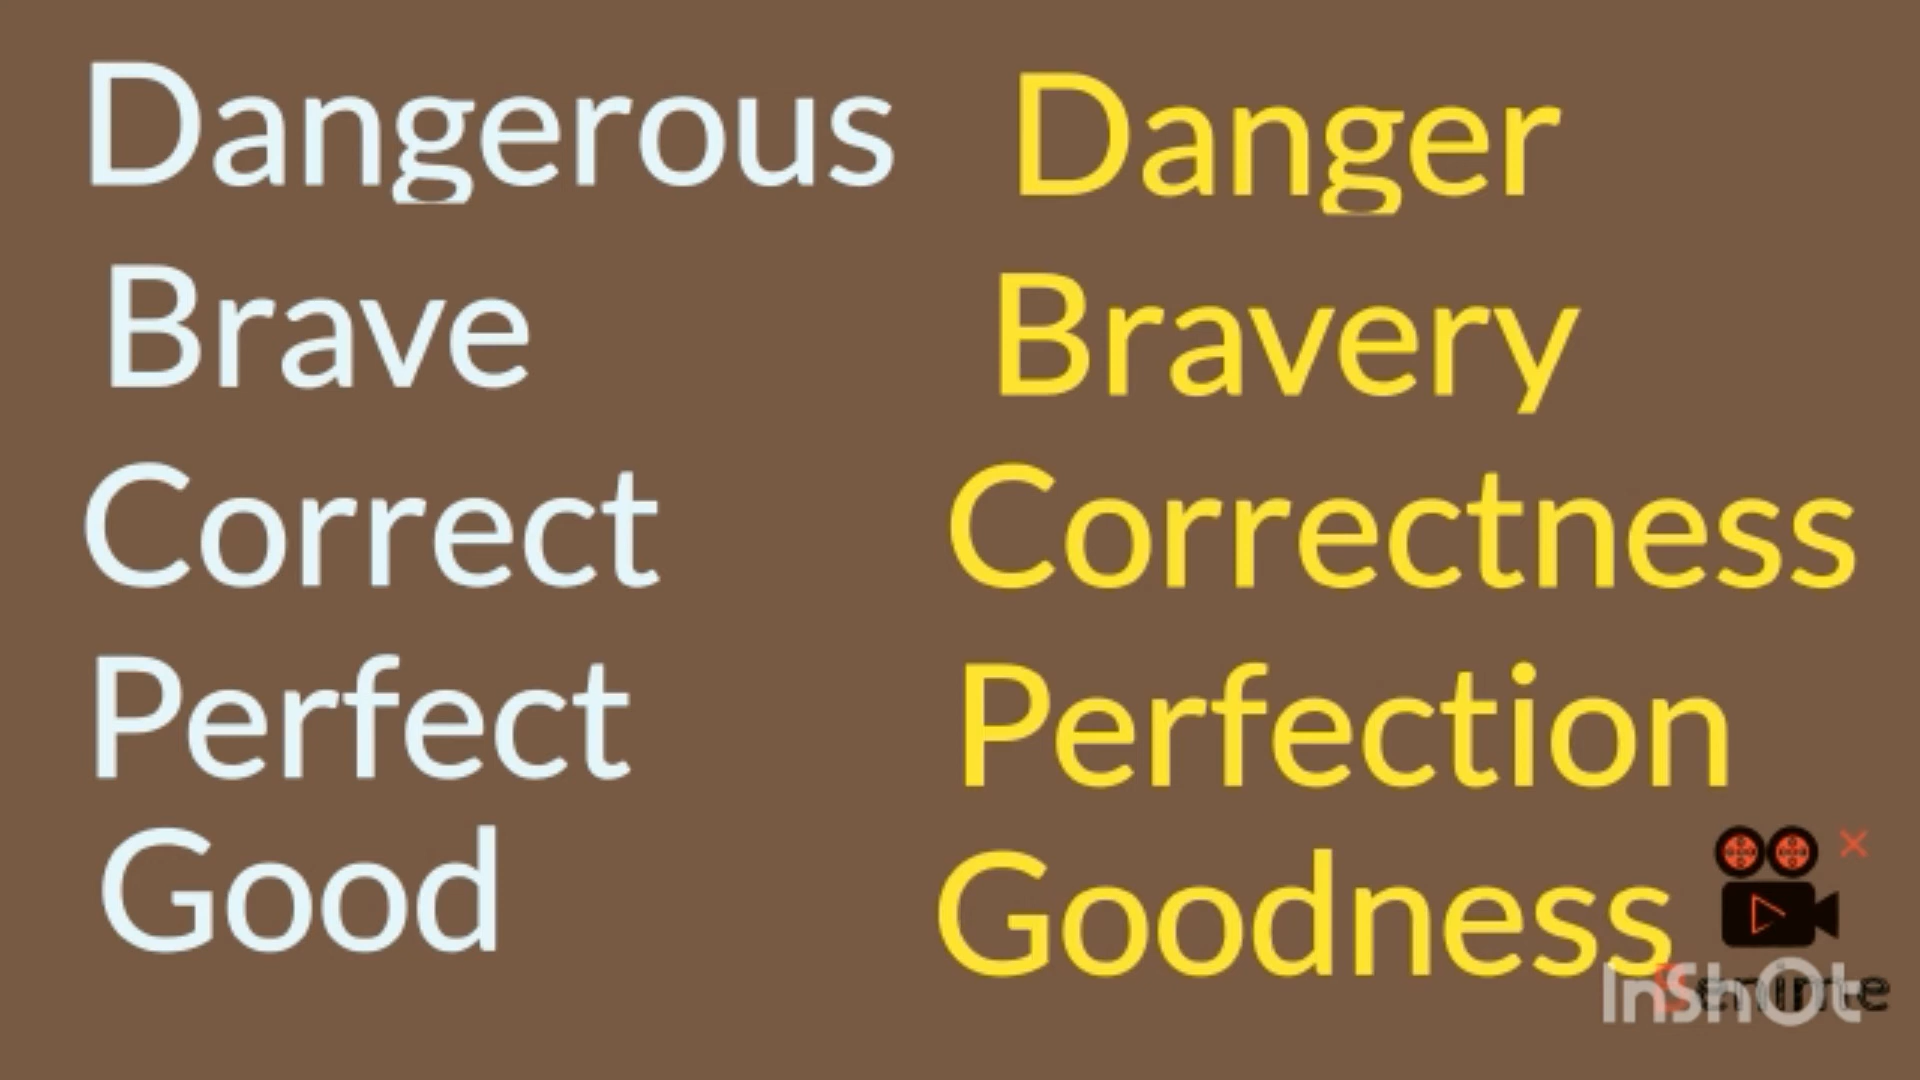 Dangerous Danger
Brave Bravery
Correct Correctness
Perfect Perfection
Good Goodness
InShOt